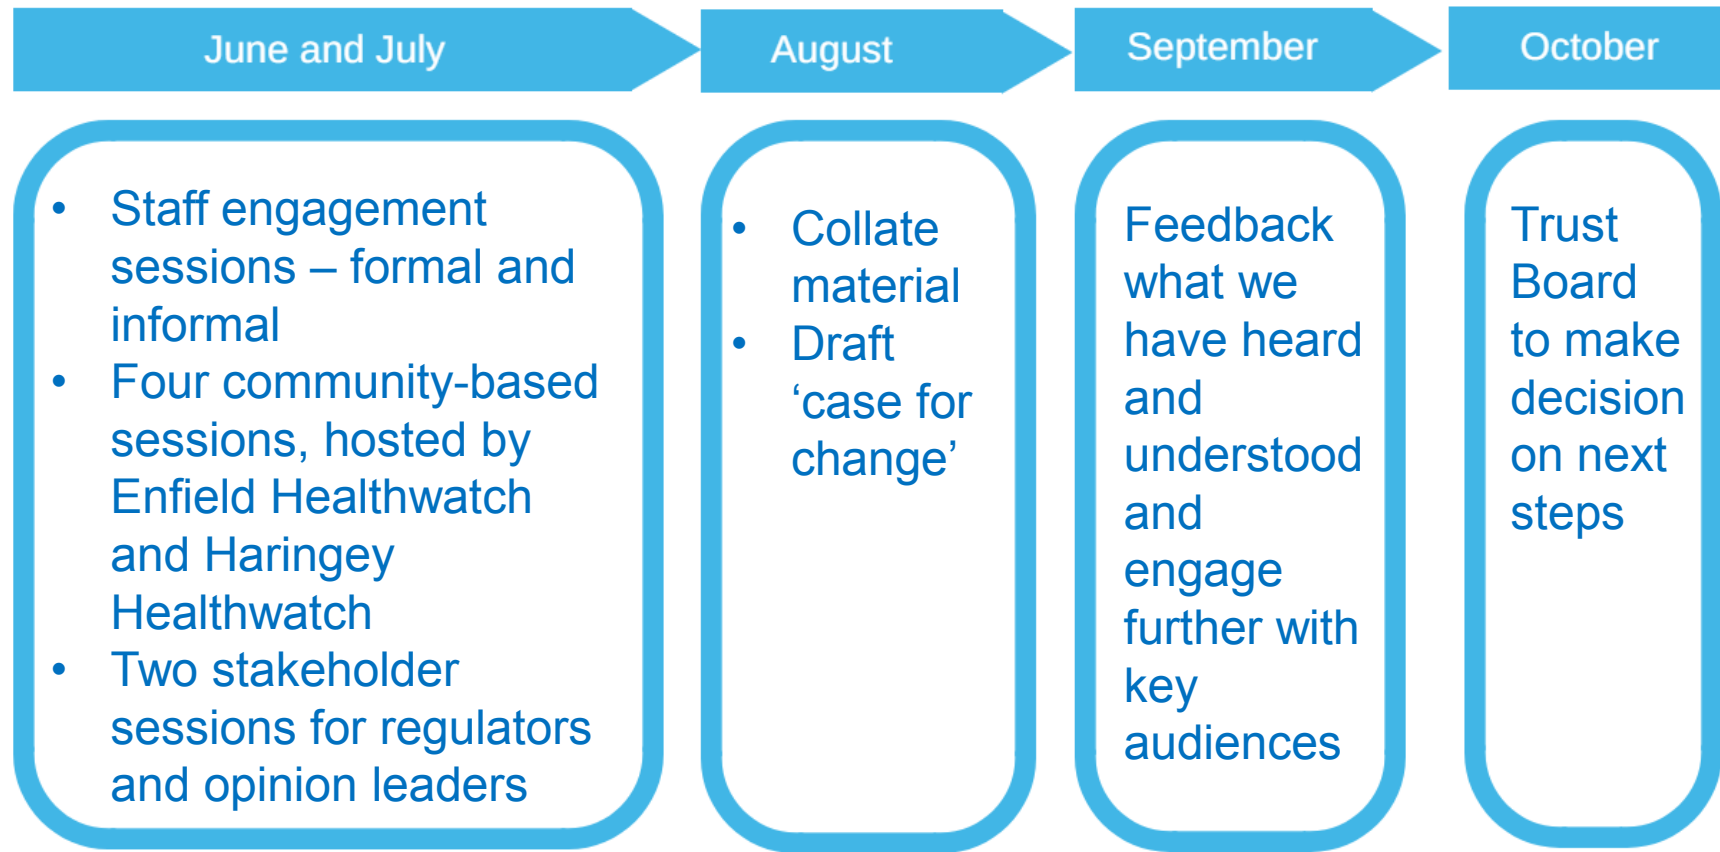 June and July
August
September
October
• Staff engagement
sessions – formal and
informal
• Four community-based
sessions, hosted by
Enfield Healthwatch
and Haringey
Healthwatch
• Two stakeholder
sessions for regulators
and opinion leaders
• Collate
material
• Draft
‘case for
change’
Feedback
what we
have heard
and
understood
and
engage
further with
key
audiences
Trust
Board
to make
decision
on next
steps